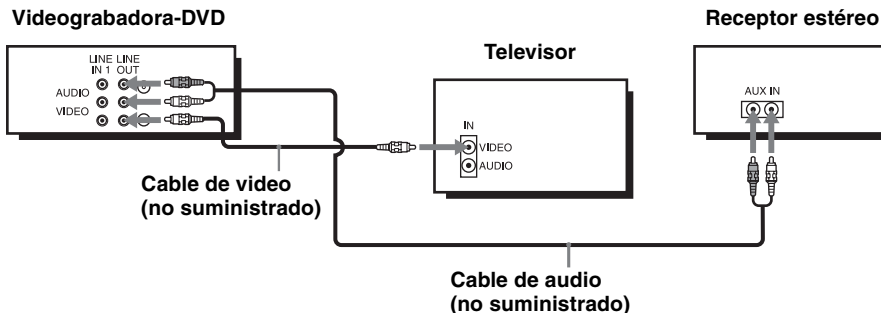 Videograbadora-DVD
Televisor
Receptor estéreo
LINE LINE
IN 1 OUT
AUDIO
VIDEO
IN
VIDEO
AUDIO
AUX IN
Cable de video
(no suministrado)
Cable de audio
(no suministrado)